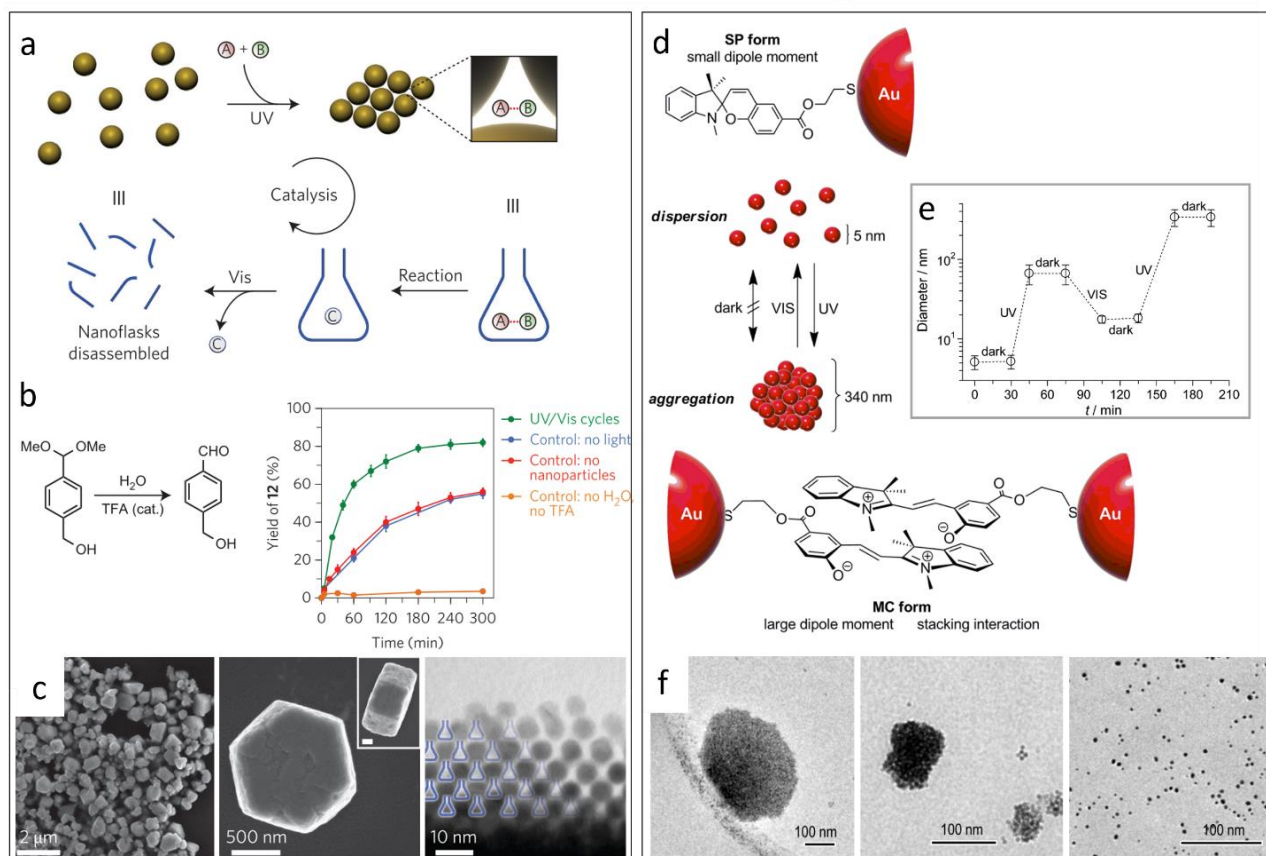 a
A + B
UV
A B
III
Catalysis
III
Vis
Reaction
C
C
A B
Nanoflasks
disassembled
b
MeO OMe
H₂O
TFA (cat.)
OH
CHO
OH
Yield of 12 (%)
100
80
60
40
20
0
0 60 120 180 240 300
Time (min)
UV/Vis cycles
Control: no light
Control: no
nanoparticles
Control: no H₂O,
no TFA
c
2 μm
500 nm
10 nm
d
SP form
small dipole moment
N
O
O
O
S
Au
dispersion
5 nm
dark
VIS
UV
aggregation
340 nm
e
Diameter / nm
10²
10¹
dark
UV
dark
VIS
dark
UV
dark
0 30 60 90 120 150 180 210
t / min
Au
S
O
O
O⊖
N⊕
N⊕
O⊖
O
O
S
Au
MC form
large dipole moment stacking interaction
f
100 nm
100 nm
100 nm